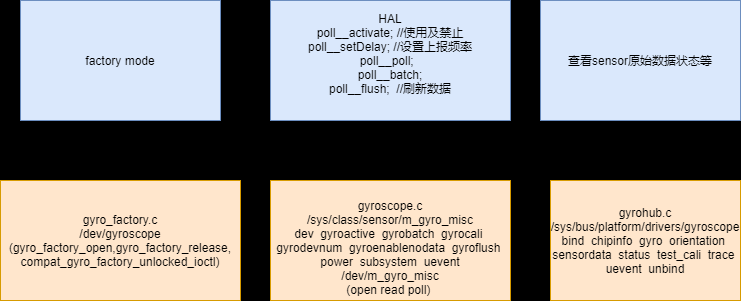 factory mode
HAL
poll__activate; //使用及禁止
poll__setDelay; //设置上报频率
poll__poll;
poll__batch;
poll__flush; //刷新数据
查看sensor原始数据状态等
gyro_factory.c
/dev/gyroscope
(gyro_factory_open,gyro_factory_release,
compat_gyro_factory_unlocked_ioctl)
gyroscope.c
/sys/class/sensor/m_gyro_misc
dev gyroactive gyrobatch gyrocali
gyrodevnum gyroenablenodata gyroflush
power subsystem uevent
/dev/m_gyro_misc
(open read poll)
gyrohub.c
/sys/bus/platform/drivers/gyroscope
bind chipinfo gyro orientation
sensordata status test_cali trace
uevent unbind